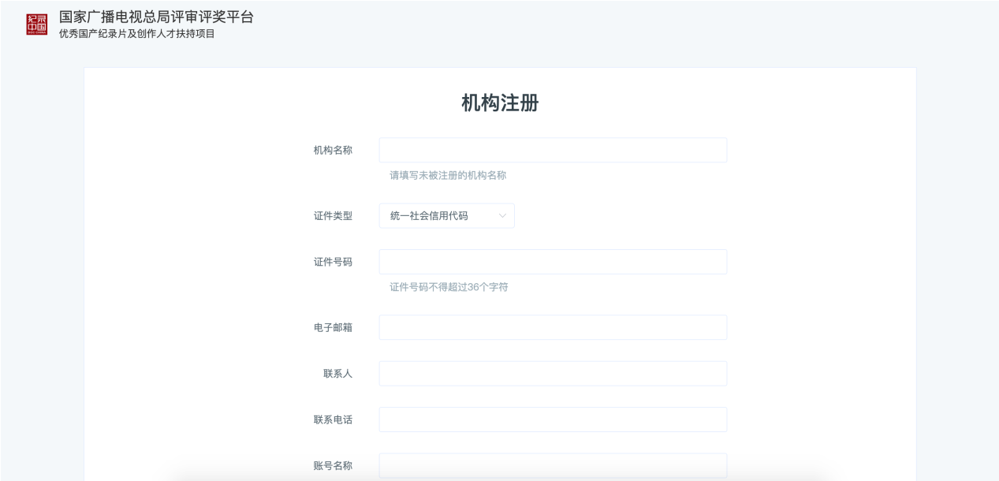 国家广播电视总局评审评奖平台
纪录
中国
优秀国产纪录片及创作人才扶持项目
机构注册
机构名称
请填写未被注册的机构名称
证件类型
统一社会信用代码
证件号码
证件号码不得超过36个字符
电子邮箱
联系人
联系电话
账号名称